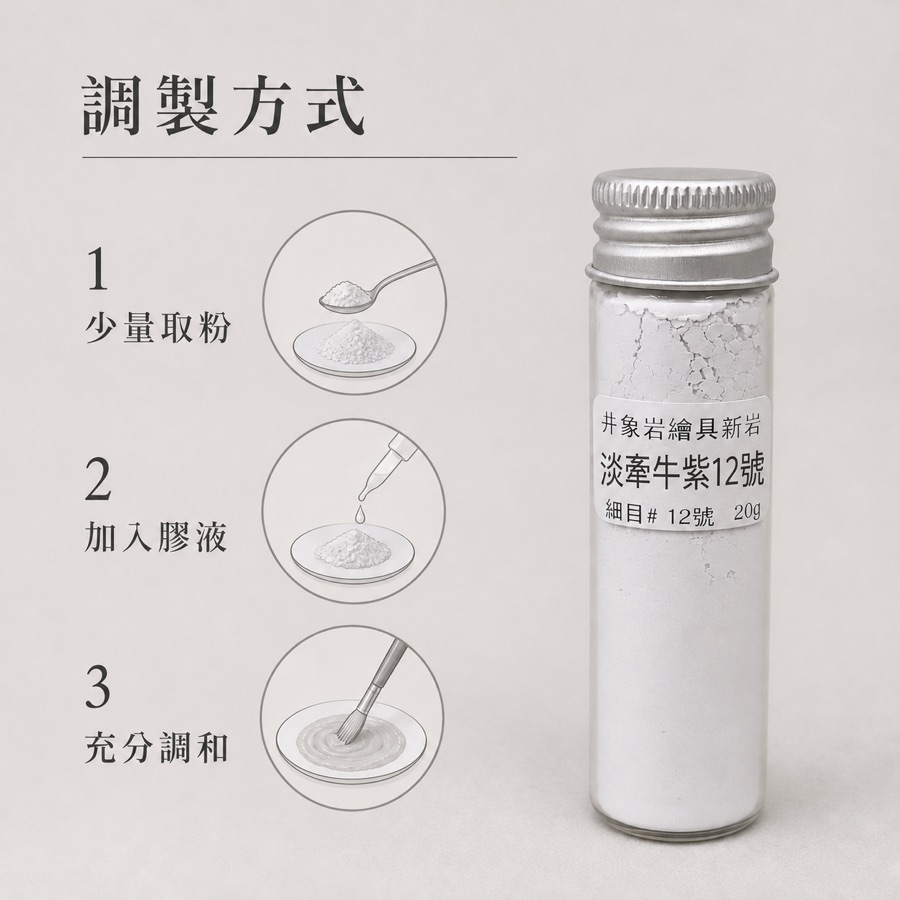 調製方式
1
少量取粉
2
加入膠液
3
充分調和
井象岩繪具新岩
淡牽牛紫12號
細目# 12號 20g